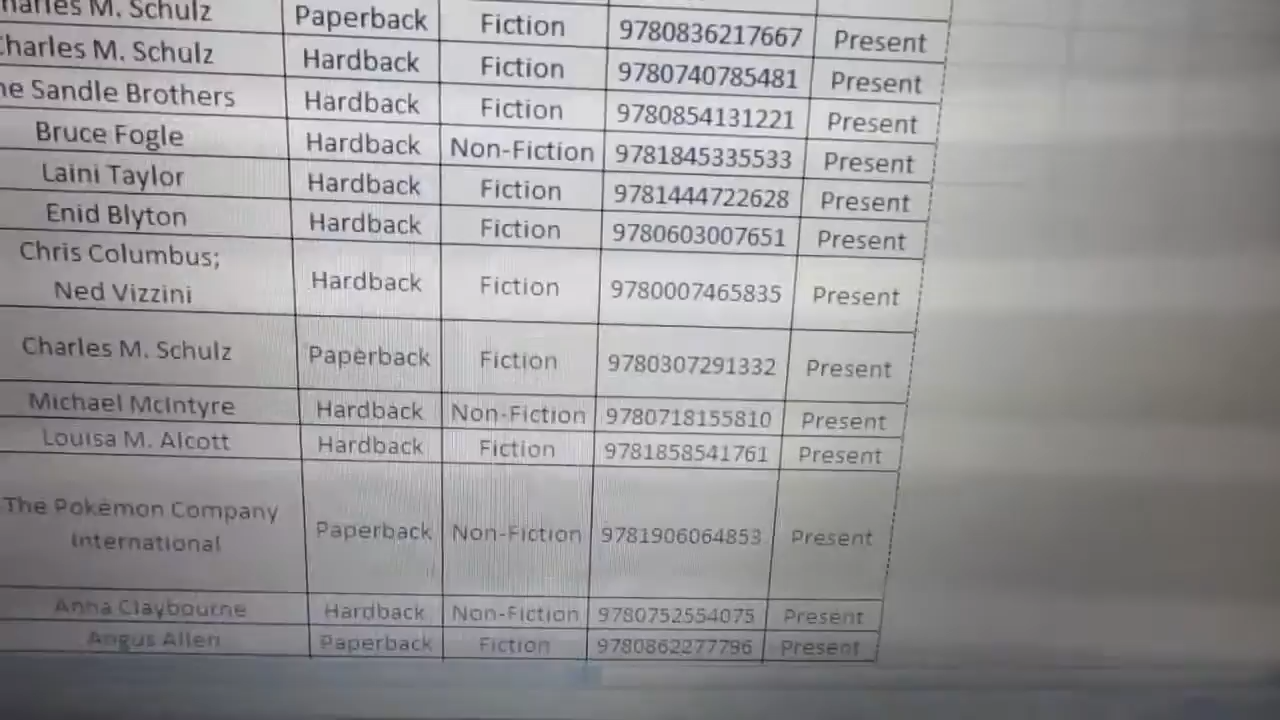 M. Schulz Paperback Fiction 9780836217667 Present
Charles M. Schulz Hardback Fiction 9780740785481 Present
Sandle Brothers Hardback Fiction 9780854131221 Present
Bruce Fogle Hardback Non-Fiction 9781845335533 Present
Laini Taylor Hardback Fiction 9781444722628 Present
Enid Blyton Hardback Fiction 9780603007651 Present
Chris Columbus;
Ned Vizzini Hardback Fiction 9780007465835 Present
Charles M. Schulz Paperback Fiction 9780307291332 Present
Michael McIntyre Hardback Non-Fiction 9780718155810 Present
Louisa M. Alcott Hardback Fiction 9781858541761 Present
The Pokémon Company
International Paperback Non-Fiction 9781906064853 Present
Anna Claybourne Hardback Non-Fiction 9780752554075 Present
Angus Allen Paperback Fiction 9780862277796 Present